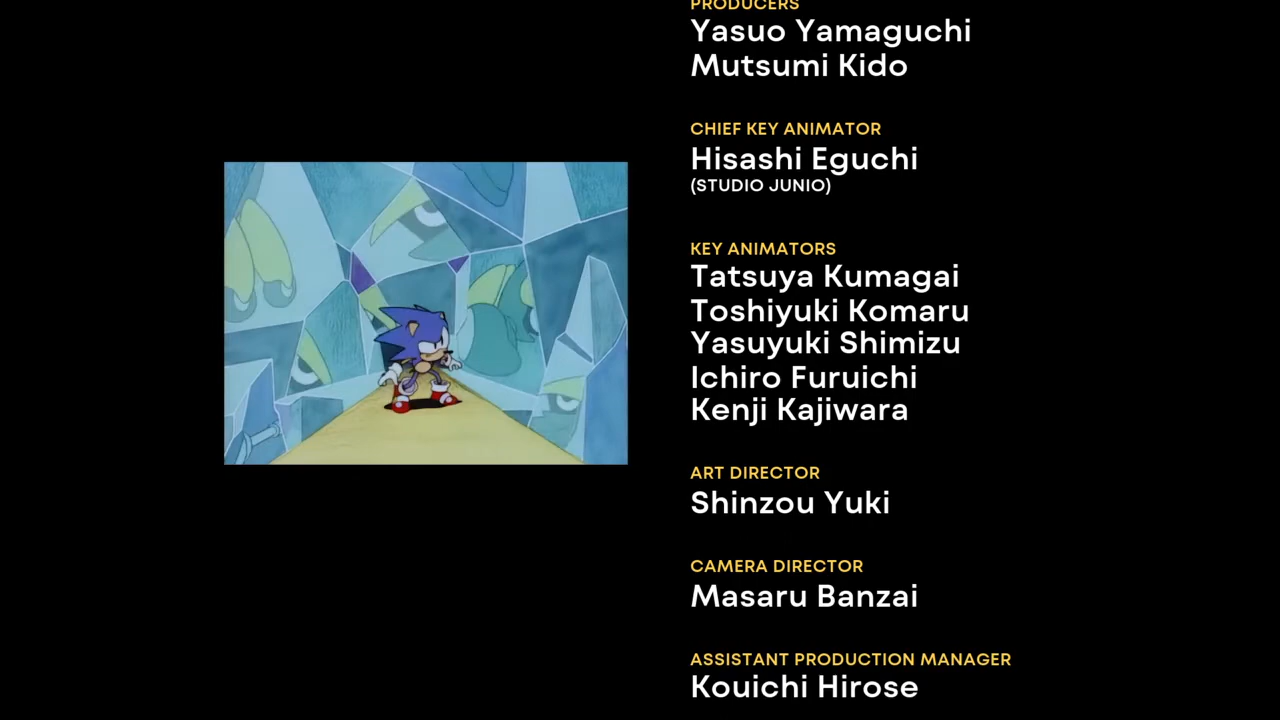 PRODUCERS
Yasuo Yamaguchi
Mutsumi Kido
CHIEF KEY ANIMATOR
Hisashi Eguchi
(STUDIO JUNIO)
KEY ANIMATORS
Tatsuya Kumagai
Toshiyuki Komaru
Yasuyuki Shimizu
Ichiro Furuichi
Kenji Kajiwara
ART DIRECTOR
Shinzou Yuki
CAMERA DIRECTOR
Masaru Banzai
ASSISTANT PRODUCTION MANAGER
Kouichi Hirose